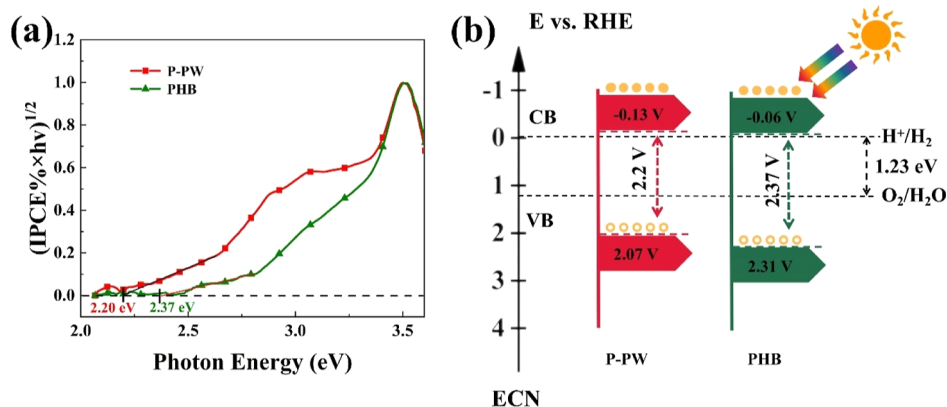 (a)
1.2
1.0
0.8
0.6
0.4
0.2
0.0
(IPCE%×hv)^1/2
P-PW
PHB
2.20 eV
2.37 eV
2.0
2.5
3.0
3.5
Photon Energy (eV)
(b)
E vs. RHE
-1
0
1
2
3
4
CB
VB
-0.13 V
-0.06 V
2.2 V
2.37 V
2.07 V
2.31 V
H⁺/H₂
1.23 eV
O₂/H₂O
P-PW
PHB
ECN